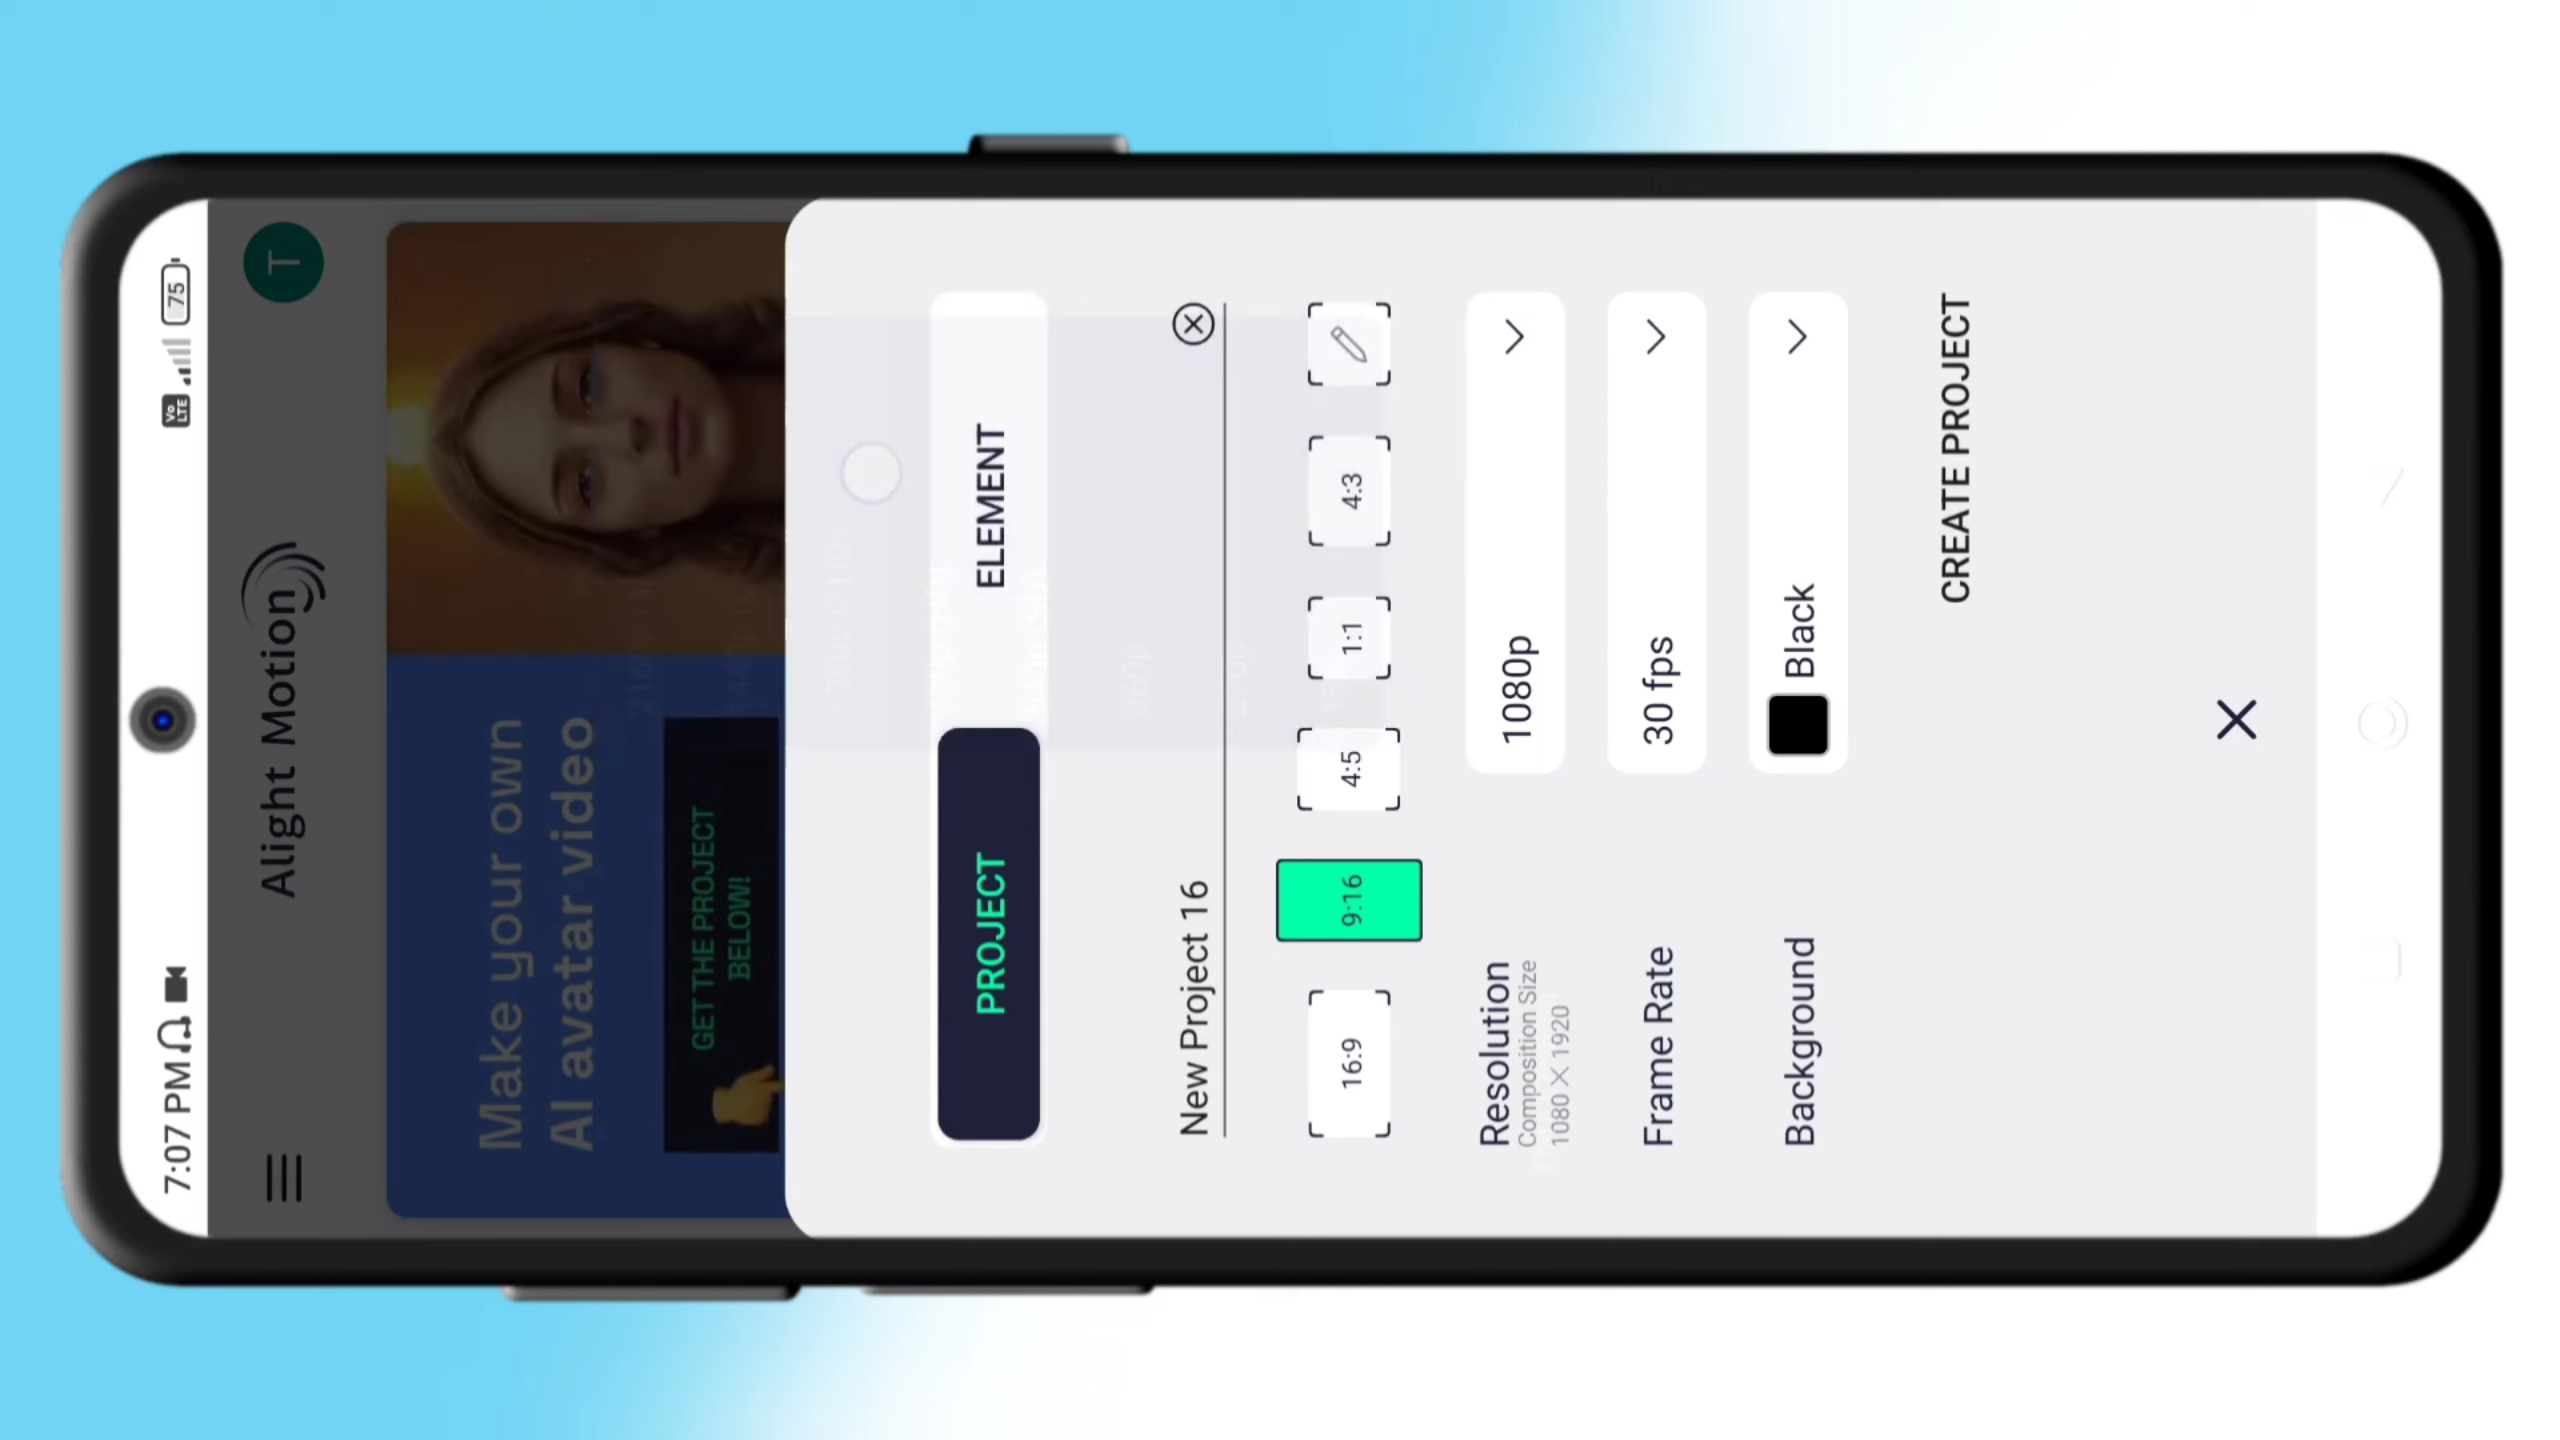 7:07 PM
Vo LTE
75
Alight Motion
T
Make your own
AI avatar video
GET THE PROJECT
BELOW!
PROJECT
ELEMENT
New Project 16
16:9
9:16
4:5
1:1
4:3
Resolution
Composition Size
1080 × 1920
1080p
Frame Rate
30 fps
Background
Black
CREATE PROJECT